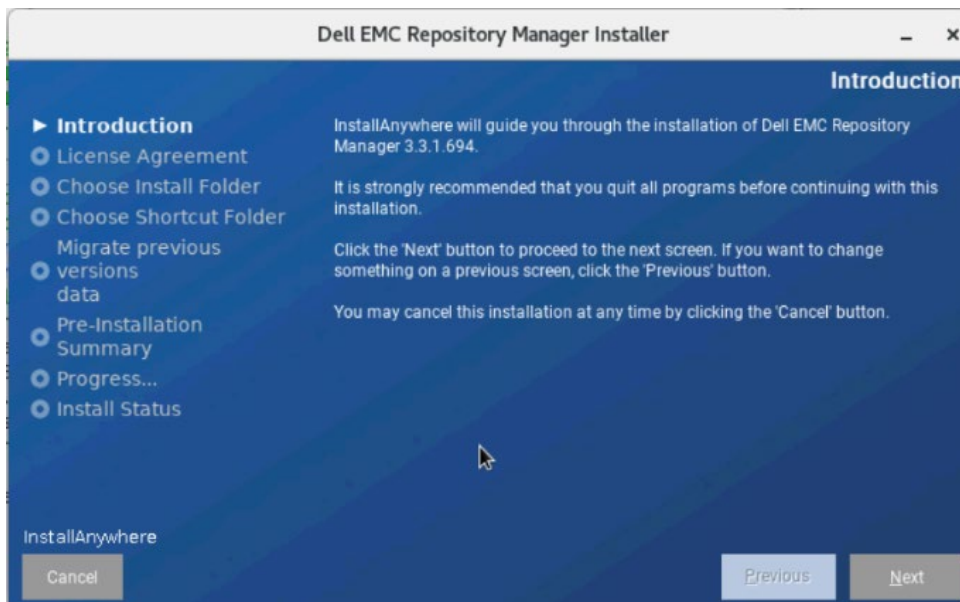 Dell EMC Repository Manager Installer
Introduction
Introduction
License Agreement
Choose Install Folder
Choose Shortcut Folder
Migrate previous
versions
data
Pre-Installation
Summary
Progress...
Install Status
InstallAnywhere will guide you through the installation of Dell EMC Repository
Manager 3.3.1.694.
It is strongly recommended that you quit all programs before continuing with this
installation.
Click the 'Next' button to proceed to the next screen. If you want to change
something on a previous screen, click the 'Previous' button.
You may cancel this installation at any time by clicking the 'Cancel' button.
InstallAnywhere
Cancel
Previous
Next